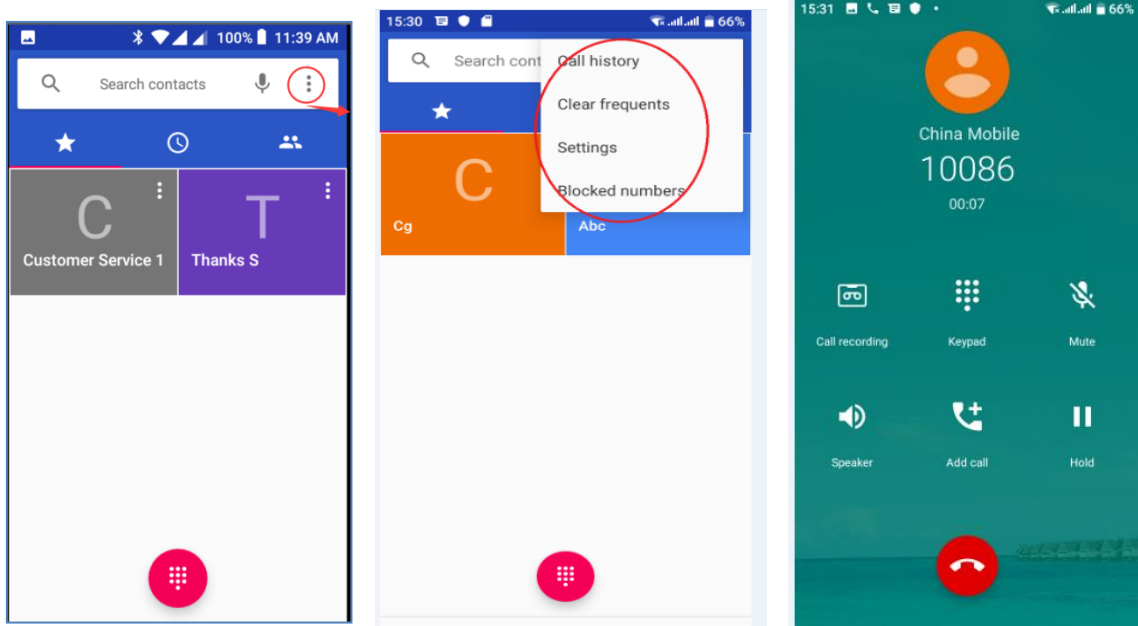 100% 11:39 AM
Search contacts
C
T
Customer Service 1
Thanks S
15:30
66%
Search cont
Call history
Clear frequents
Settings
Blocked numbers
C
Cg
Abc
15:31
66%
China Mobile
10086
00:07
Call recording
Keypad
Mute
Speaker
Add call
Hold